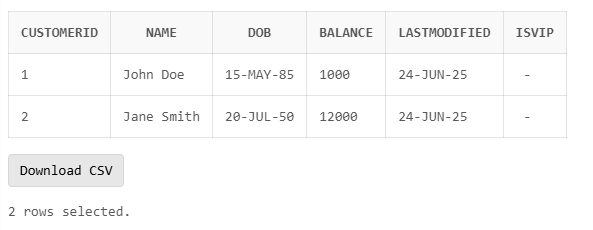 CUSTOMERID NAME DOB BALANCE LASTMODIFIED ISVIP
1 John Doe 15-MAY-85 1000 24-JUN-25 -
2 Jane Smith 20-JUL-50 12000 24-JUN-25 -
Download CSV
2 rows selected.